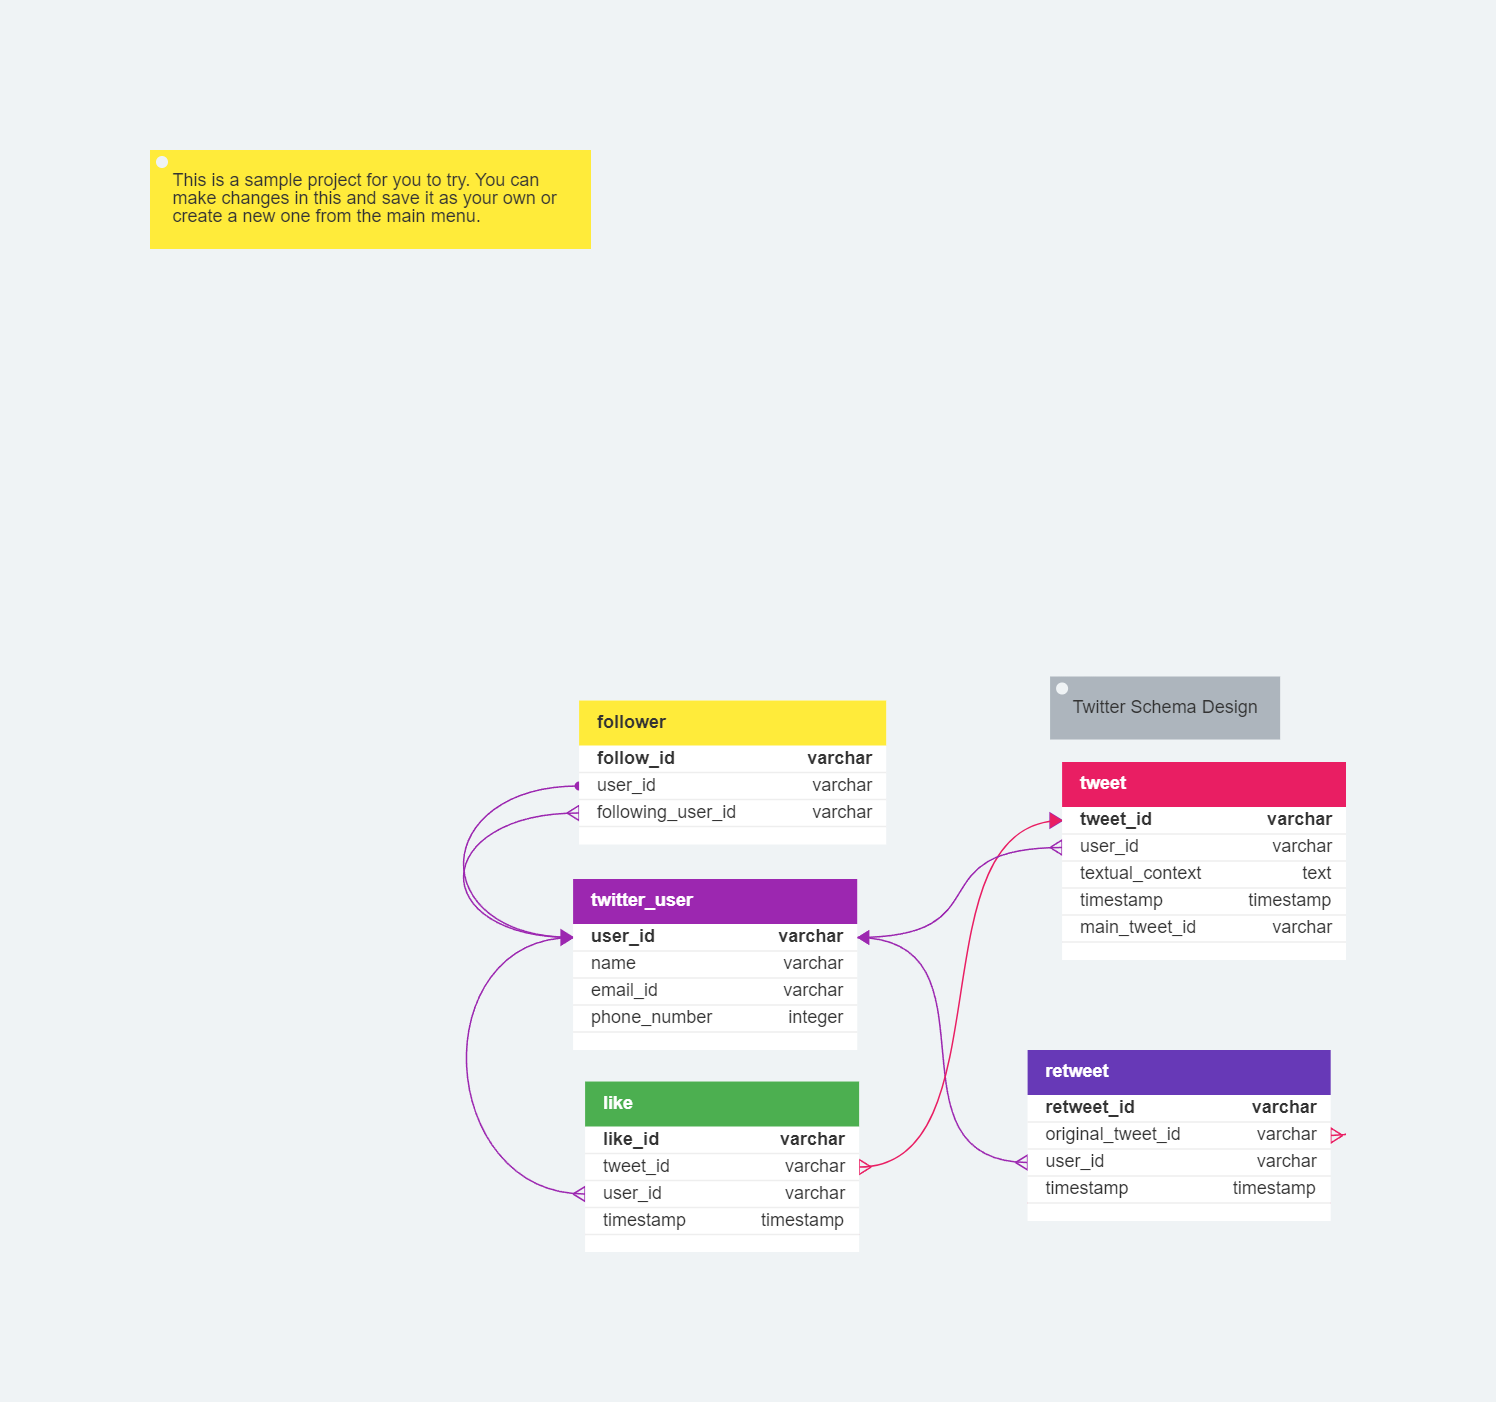 This is a sample project for you to try. You can
make changes in this and save it as your own or
create a new one from the main menu.
Twitter Schema Design
follower
follow_id varchar
user_id varchar
following_user_id varchar
twitter_user
user_id varchar
name varchar
email_id varchar
phone_number integer
like
like_id varchar
tweet_id varchar
user_id varchar
timestamp timestamp
tweet
tweet_id varchar
user_id varchar
textual_context text
timestamp timestamp
main_tweet_id varchar
retweet
retweet_id varchar
original_tweet_id varchar
user_id varchar
timestamp timestamp